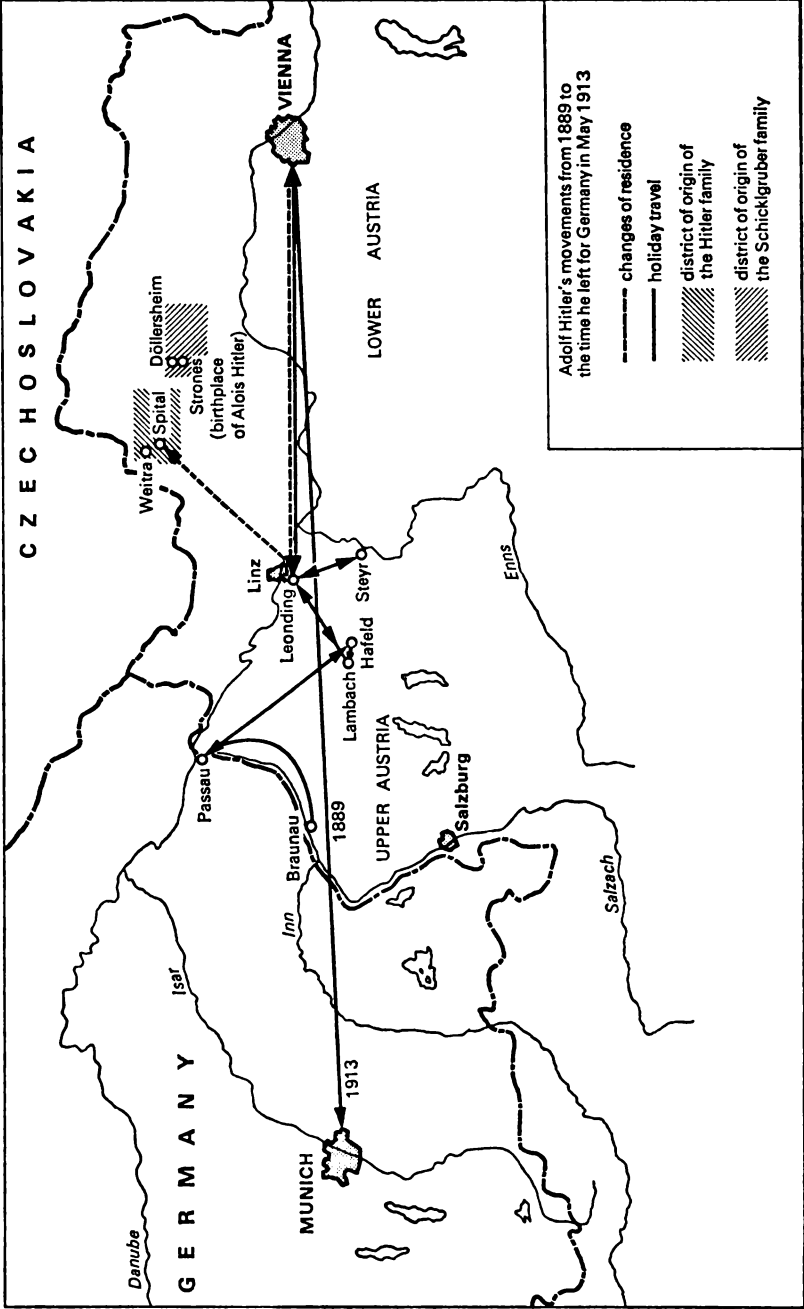 CZECHOSLOVAKIA
GERMANY
Danube
Isar
Inn
MUNICH
1913
Passau
Braunau
1889
UPPER AUSTRIA
Salzburg
Salzach
Lambach
Hafeld
Linz
Leonding
Steyr
Enns
Weitra
Spital
Döllersheim
Strones
(birthplace
of Alois Hitler)
VIENNA
LOWER AUSTRIA
Adolf Hitler's movements from 1889 to
the time he left for Germany in May 1913
changes of residence
holiday travel
district of origin of
the Hitler family
district of origin of
the Schicklgruber family